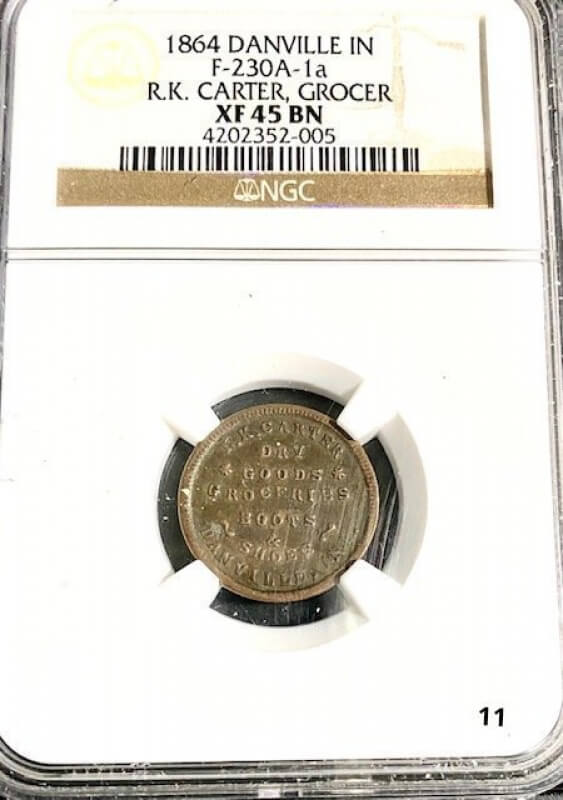 1864 DANVILLE IN
F-230A-1a
R.K. CARTER, GROCER
XF 45 BN
4202352-005
NGC
R.K. CARTER
DRY
GOODS
GROCERIES
BOOTS
&
SHOES
DANVILLE, IA.
11